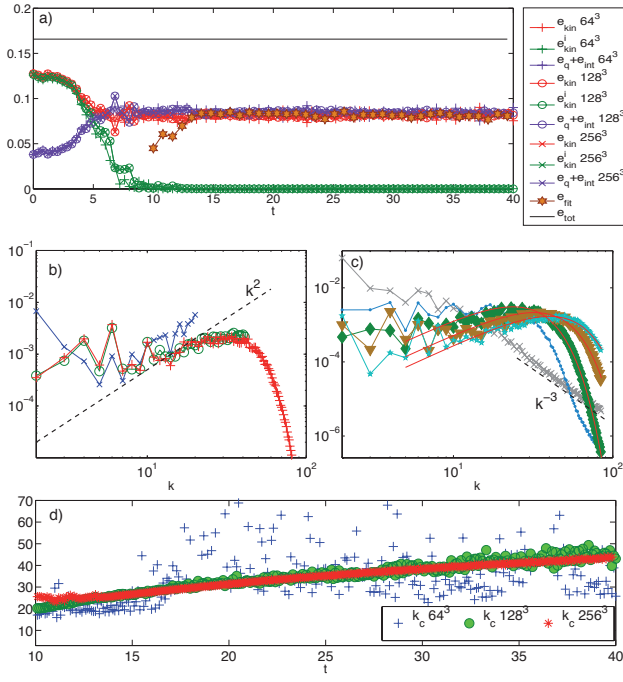 a)
0.2
0.15
0.1
0.05
0
0 5 10 15 20 25 30 35 40
t
e_kin 64^3
e^i_kin 64^3
e_q+e_int 64^3
e_kin 128^3
e^i_kin 128^3
e_q+e_int 128^3
e_kin 256^3
e^i_kin 256^3
e_q+e_int 256^3
e_fit
e_tot
b)
10^-1
10^-2
10^-3
10^-4
k^2
10^1 10^2
k
c)
10^-2
10^-4
10^-6
k^-3
10^1 10^2
k
d)
70
60
50
40
30
20
10
10 15 20 25 30 35 40
t
k_c 64^3 k_c 128^3 k_c 256^3